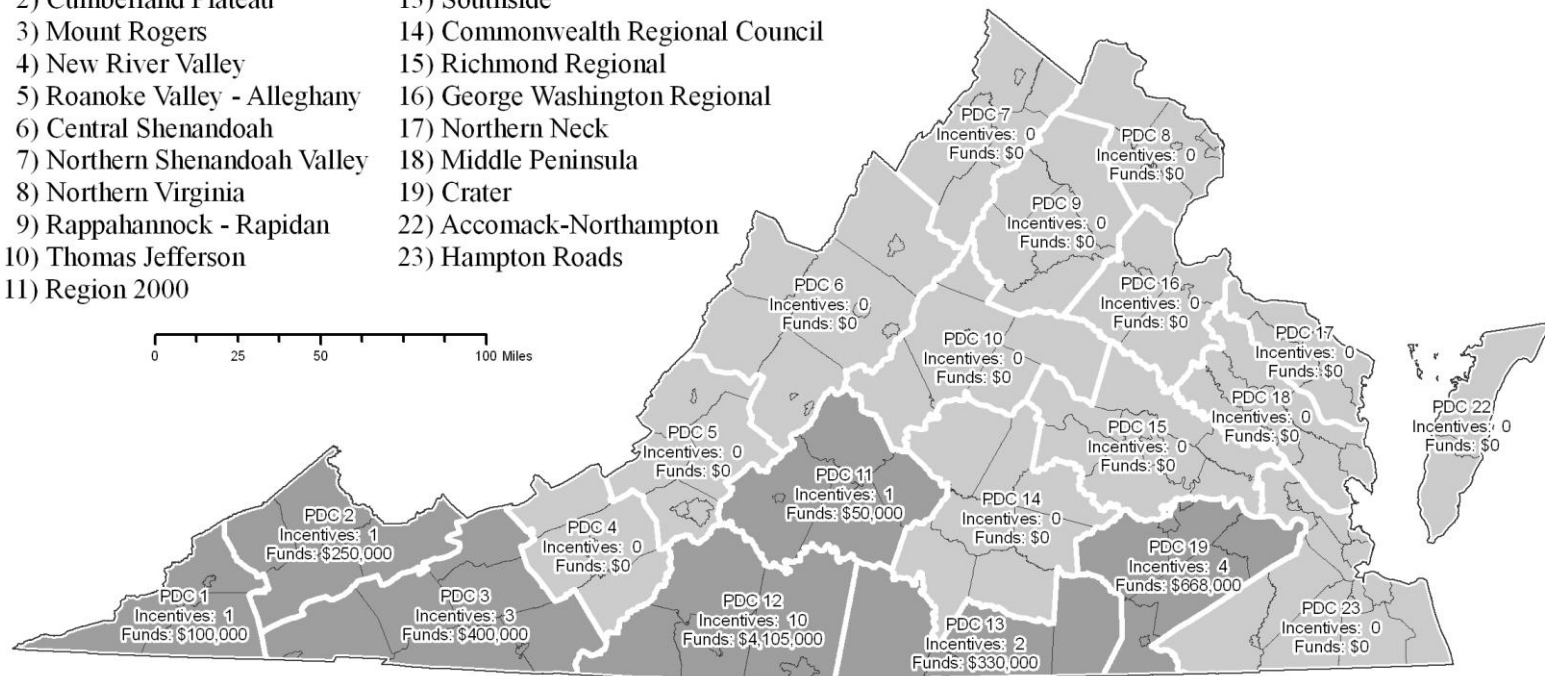 2) Cumberland Plateau
3) Mount Rogers
4) New River Valley
5) Roanoke Valley - Alleghany
6) Central Shenandoah
7) Northern Shenandoah Valley
8) Northern Virginia
9) Rappahannock - Rapidan
10) Thomas Jefferson
11) Region 2000
13) Southside
14) Commonwealth Regional Council
15) Richmond Regional
16) George Washington Regional
17) Northern Neck
18) Middle Peninsula
19) Crater
22) Accomack-Northampton
23) Hampton Roads
0 25 50 100 Miles
PDC 7
Incentives: 0
Funds: $0
PDC 8
Incentives: 0
Funds: $0
PDC 9
Incentives: 0
Funds: $0
PDC 6
Incentives: 0
Funds: $0
PDC 16
Incentives: 0
Funds: $0
PDC 10
Incentives: 0
Funds: $0
PDC 17
Incentives: 0
Funds: $0
PDC 18
Incentives: 0
Funds: $0
PDC 22
Incentives: 0
Funds: $0
PDC 5
Incentives: 0
Funds: $0
PDC 15
Incentives: 0
Funds: $0
PDC 11
Incentives: 1
Funds: $50,000
PDC 14
Incentives: 0
Funds: $0
PDC 2
Incentives: 1
Funds: $250,000
PDC 4
Incentives: 0
Funds: $0
PDC 19
Incentives: 4
Funds: $668,000
PDC 1
Incentives: 1
Funds: $100,000
PDC 3
Incentives: 3
Funds: $400,000
PDC 12
Incentives: 10
Funds: $4,105,000
PDC 13
Incentives: 2
Funds: $330,000
PDC 23
Incentives: 0
Funds: $0